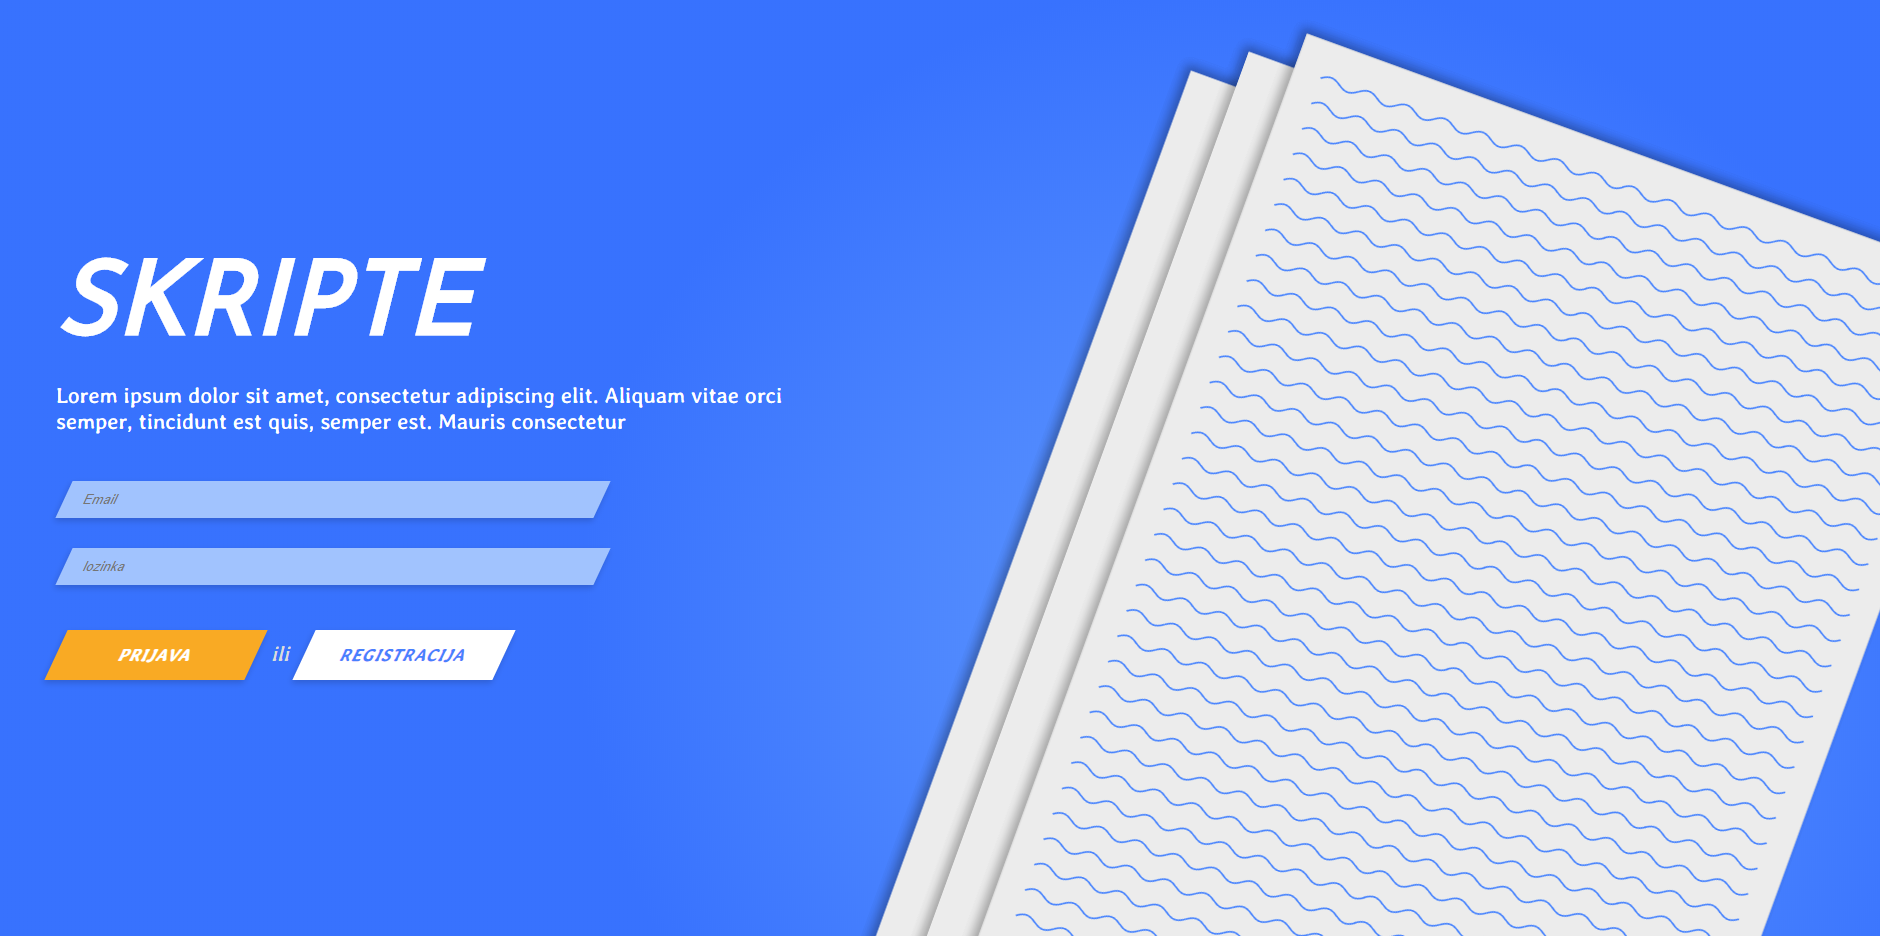 SKRIPTE
Lorem ipsum dolor sit amet, consectetur adipiscing elit. Aliquam vitae orci
semper, tincidunt est quis, semper est. Mauris consectetur
Email
lozinka
PRIJAVA ili REGISTRACIJA